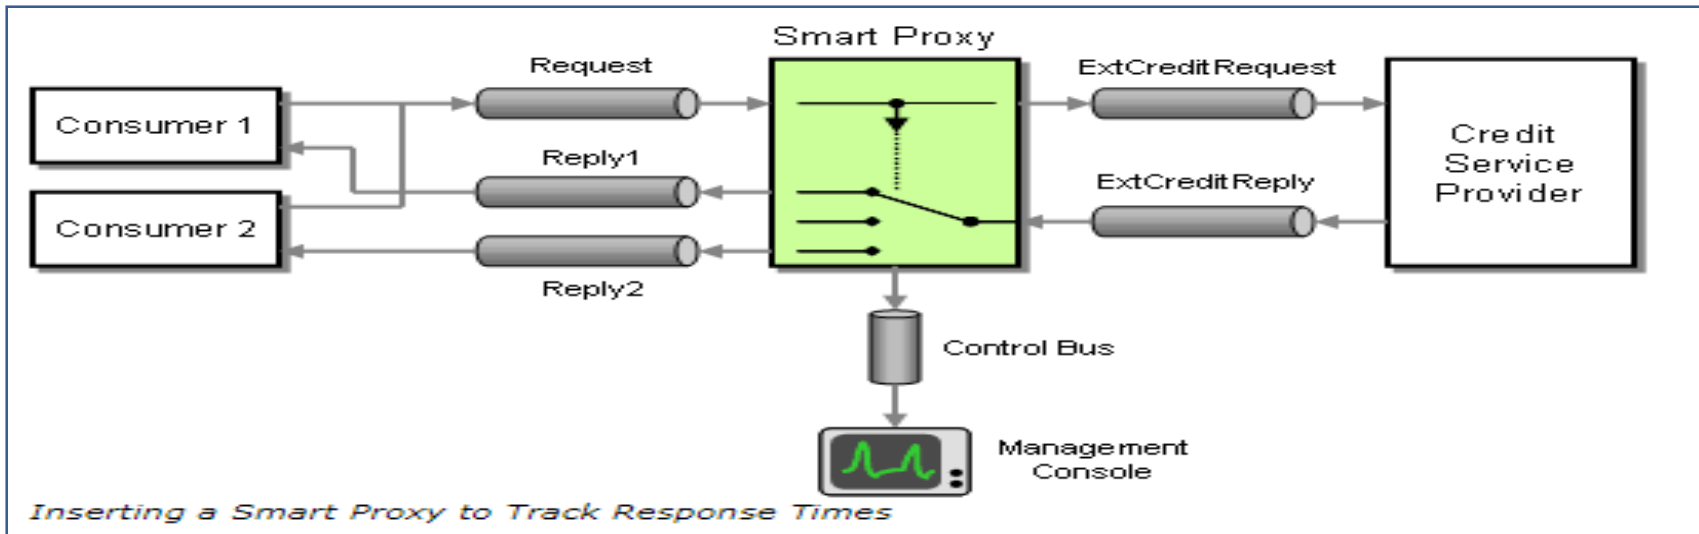 Smart Proxy
Request
ExtCreditRequest
Consumer 1
Reply1
Credit
Service
Provider
ExtCreditReply
Consumer 2
Reply2
Control Bus
Management
Console
Inserting a Smart Proxy to Track Response Times